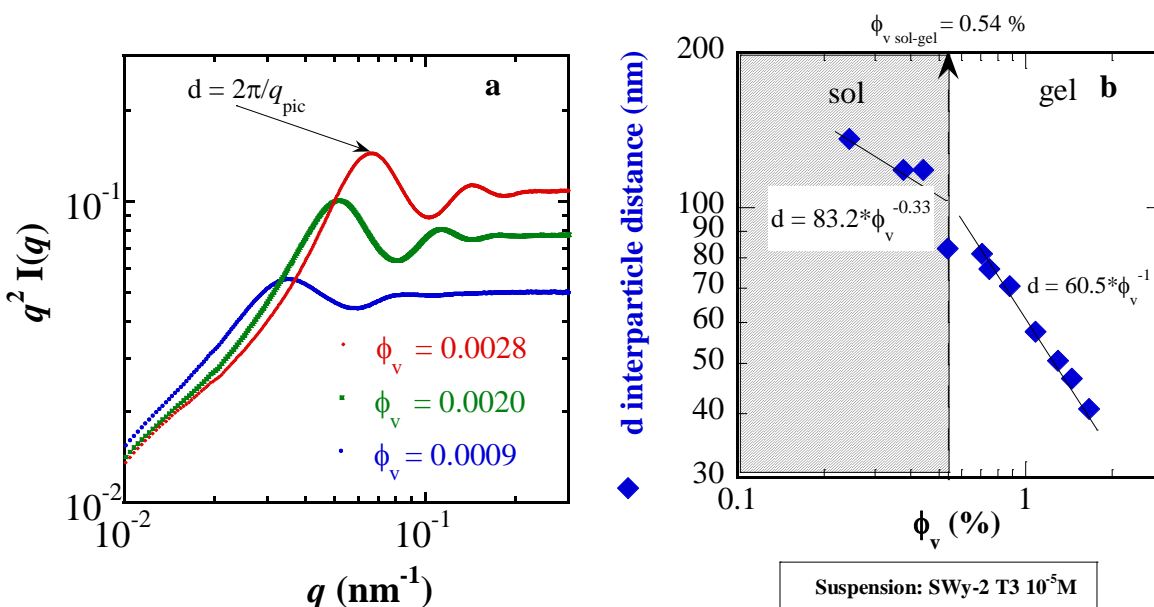 a
d = 2π/q_pic
10^-1
10^-2
10^-2
10^-1
q^2 I(q)
q (nm^-1)
ϕ_v = 0.0028
ϕ_v = 0.0020
ϕ_v = 0.0009
ϕ_v sol-gel = 0.54 %
sol
gel
b
200
100
90
80
70
60
50
40
30
0.1
1
d interparticle distance (nm)
d = 83.2*ϕ_v^-0.33
d = 60.5*ϕ_v^-1
ϕ_v (%)
Suspension: SWy-2 T3 10^-5M